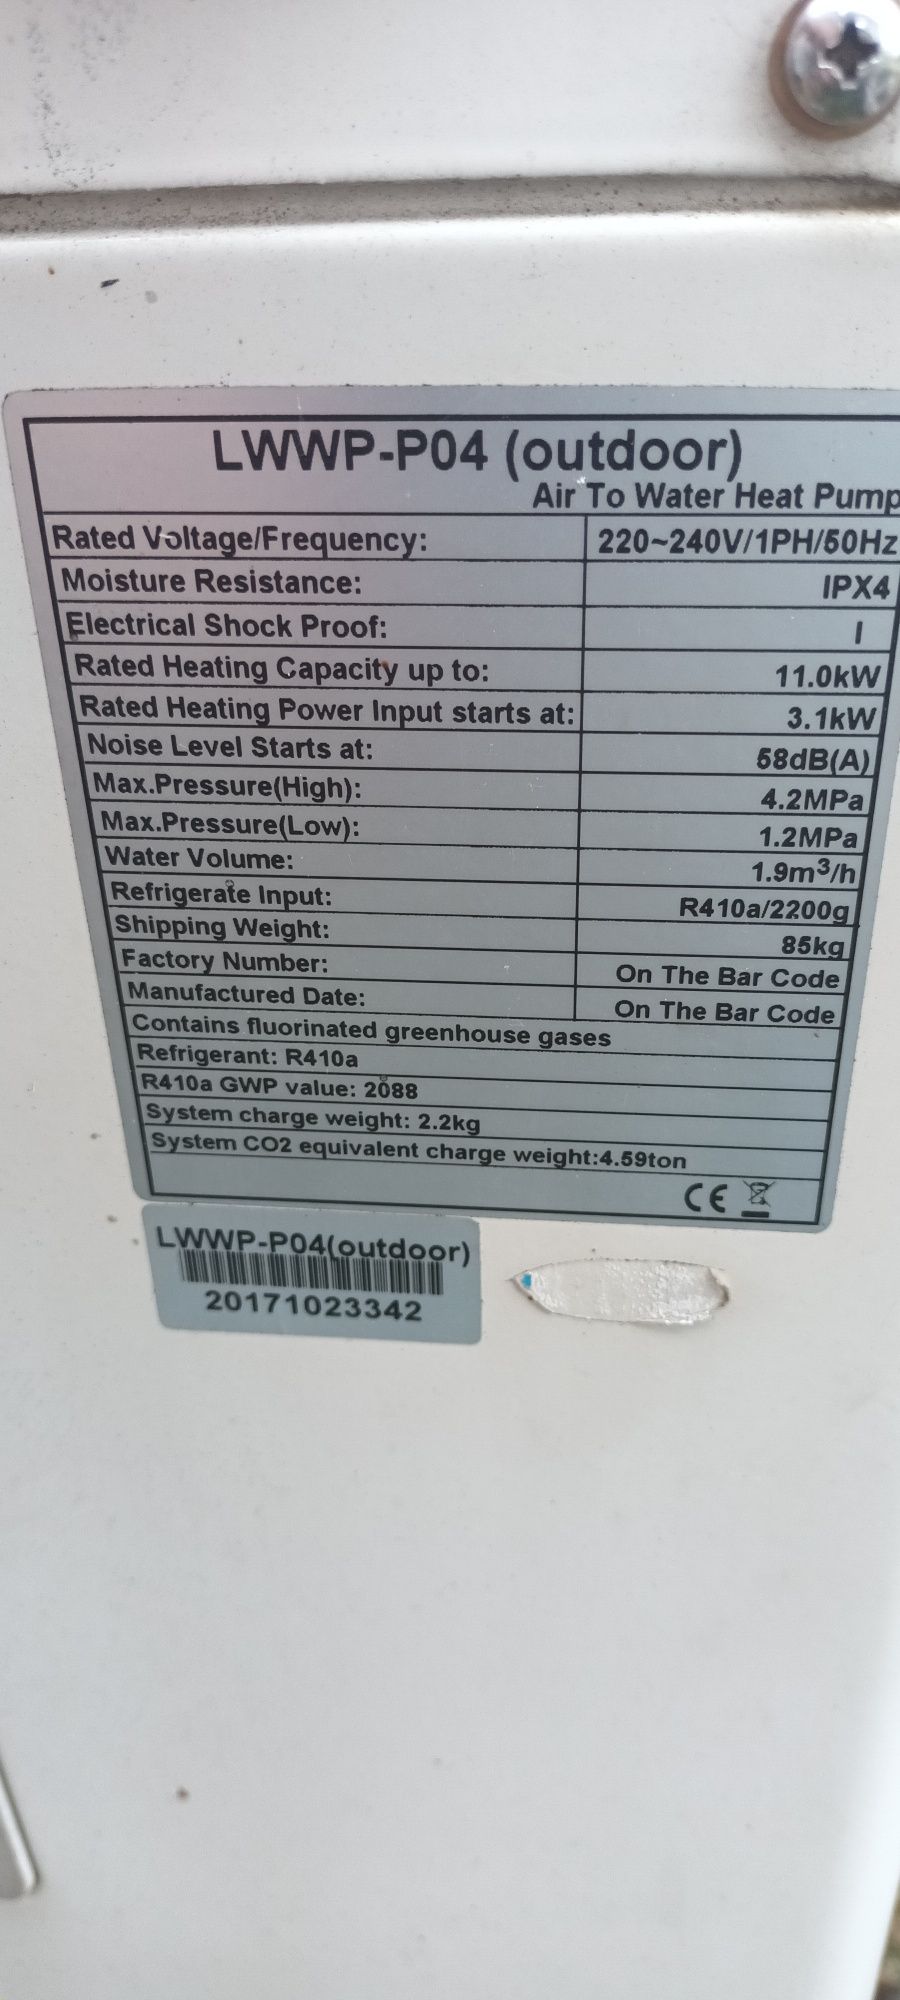 LWWP-P04 (outdoor)
Air To Water Heat Pump
Rated Voltage/Frequency: 220~240V/1PH/50Hz
Moisture Resistance: IPX4
Electrical Shock Proof: I
Rated Heating Capacity up to: 11.0kW
Rated Heating Power Input starts at: 3.1kW
Noise Level Starts at: 58dB(A)
Max.Pressure(High): 4.2MPa
Max.Pressure(Low): 1.2MPa
Water Volume: 1.9m³/h
Refrigerate Input: R410a/2200g
Shipping Weight: 85kg
Factory Number: On The Bar Code
Manufactured Date: On The Bar Code
Contains fluorinated greenhouse gases
Refrigerant: R410a
R410a GWP value: 2088
System charge weight: 2.2kg
System CO2 equivalent charge weight:4.59ton
CE
LWWP-P04(outdoor)
20171023342